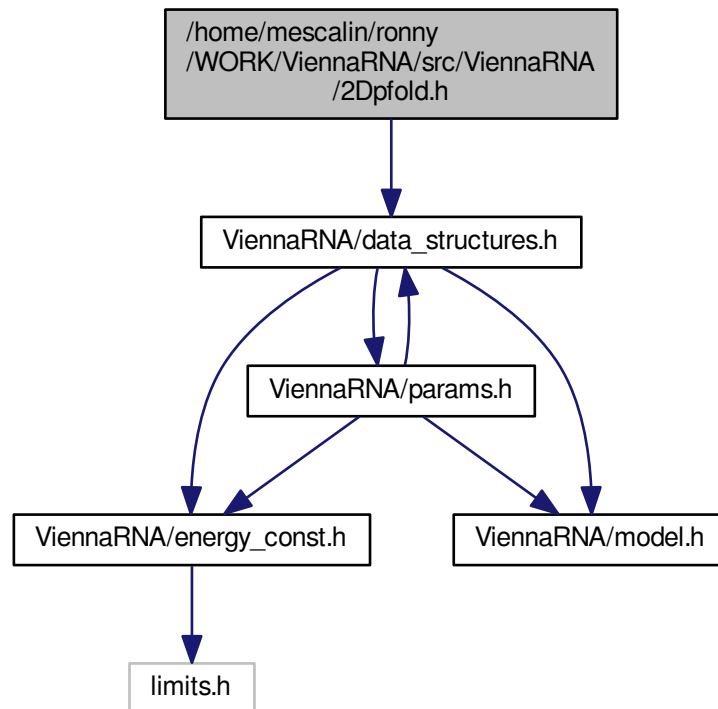 /home/mescalin/ronny
/WORK/ViennaRNA/src/ViennaRNA
/2Dpfold.h
ViennaRNA/data_structures.h
ViennaRNA/params.h
ViennaRNA/energy_const.h
ViennaRNA/model.h
limits.h